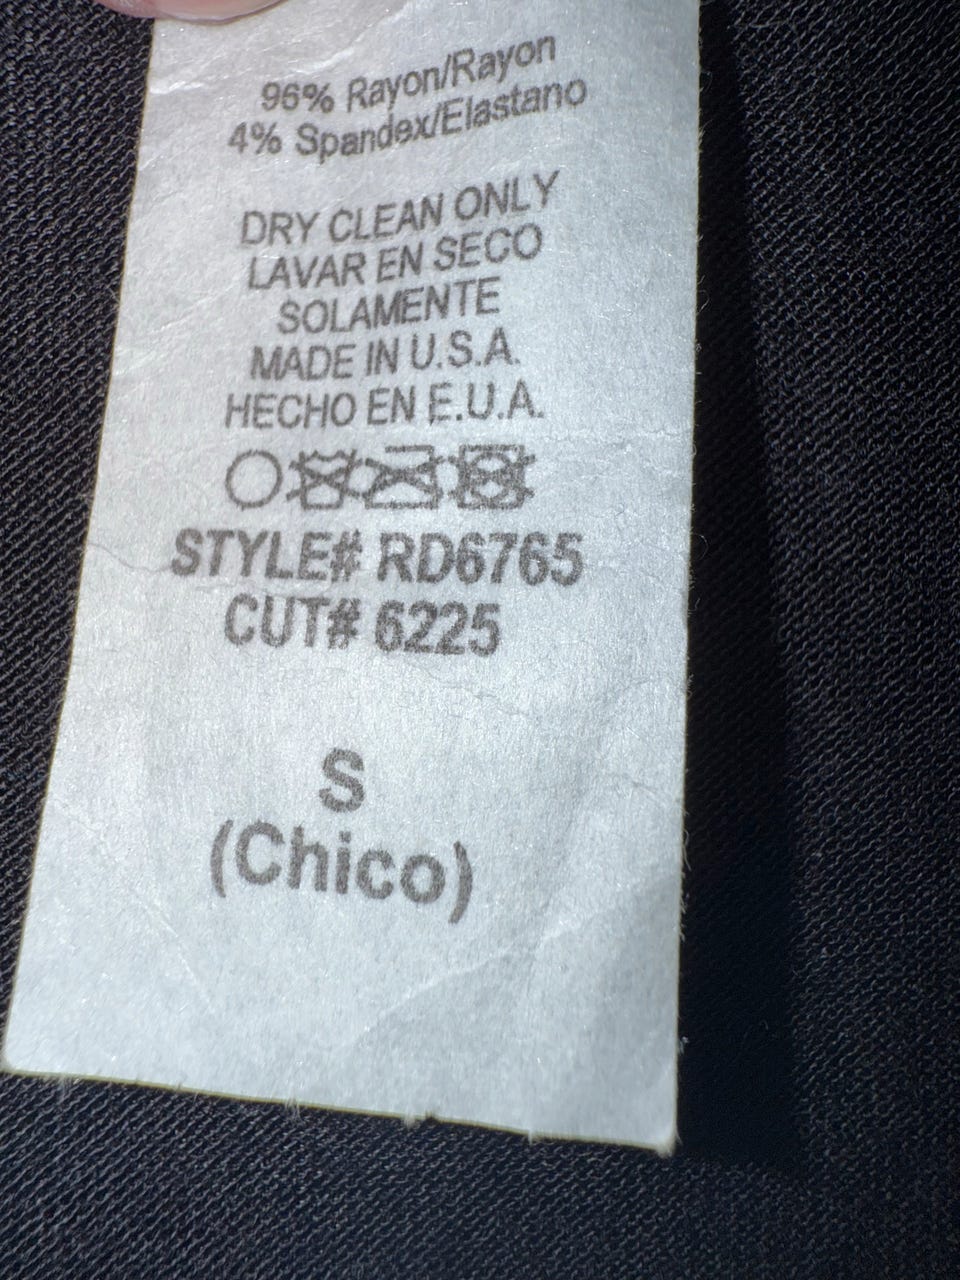 96% Rayon/Rayon
4% Spandex/Elastano
DRY CLEAN ONLY
LAVAR EN SECO
SOLAMENTE
MADE IN U.S.A.
HECHO EN E.U.A.
STYLE# RD6765
CUT# 6225
S
(Chico)